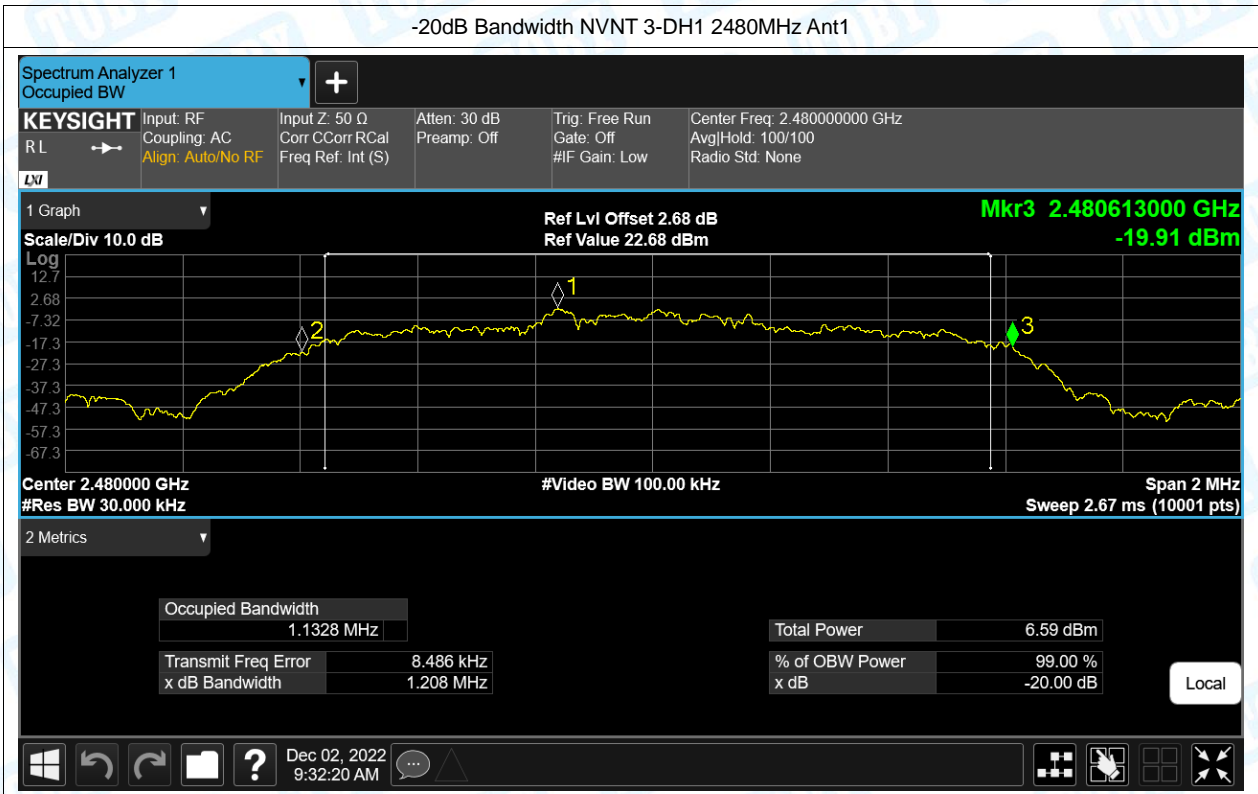 -20dB Bandwidth NVNT 3-DH1 2480MHz Ant1
Spectrum Analyzer 1
Occupied BW
KEYSIGHT
R L
LXI
Input: RF
Coupling: AC
Align: Auto/No RF
Input Z: 50 Ω
Corr CCorr RCal
Freq Ref: Int (S)
Atten: 30 dB
Preamp: Off
Trig: Free Run
Gate: Off
#IF Gain: Low
Center Freq: 2.480000000 GHz
Avg|Hold: 100/100
Radio Std: None
1 Graph
Scale/Div 10.0 dB
Ref Lvl Offset 2.68 dB
Ref Value 22.68 dBm
Mkr3 2.480613000 GHz
-19.91 dBm
Log
12.7
2.68
-7.32
-17.3
-27.3
-37.3
-47.3
-57.3
-67.3
1
2
3
Center 2.480000 GHz
#Video BW 100.00 kHz
Span 2 MHz
#Res BW 30.000 kHz
Sweep 2.67 ms (10001 pts)
2 Metrics
Occupied Bandwidth
1.1328 MHz
Transmit Freq Error 8.486 kHz
x dB Bandwidth 1.208 MHz
Total Power 6.59 dBm
% of OBW Power 99.00 %
x dB -20.00 dB
Local
?
Dec 02, 2022
9:32:20 AM
TOBY